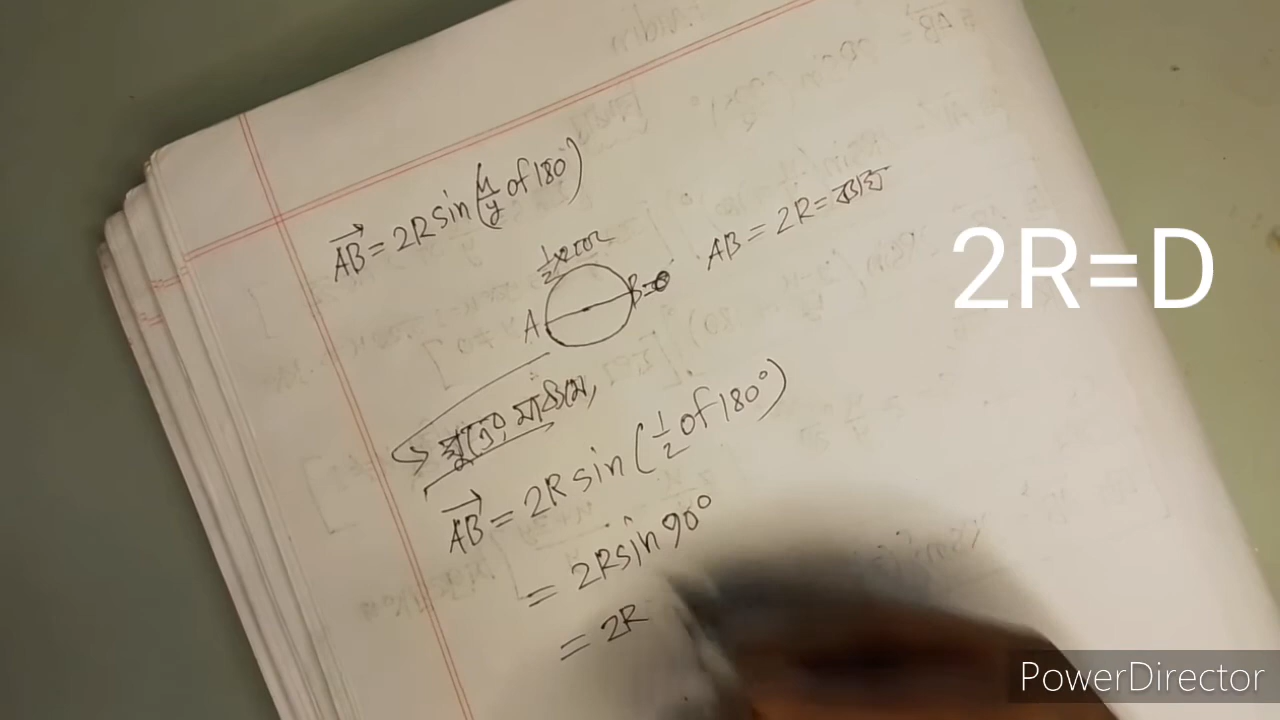 AB = 2R sin(x/y of 180)
AB = 2R = ব্যাস
2R=D
A
B
সূত্রের সাহায্যে,
AB = 2R sin (1/2 of 180°)
= 2R sin 90°
= 2R
PowerDirector